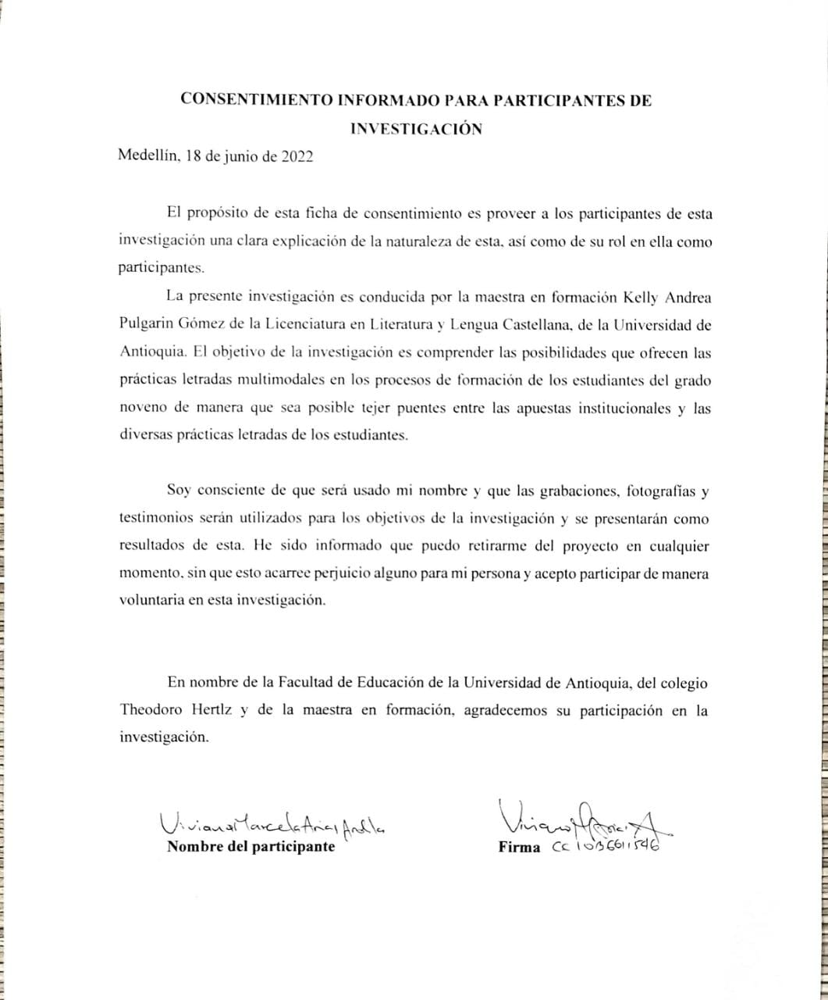 CONSENTIMIENTO INFORMADO PARA PARTICIPANTES DE
INVESTIGACIÓN
Medellín, 18 de junio de 2022
El propósito de esta ficha de consentimiento es proveer a los participantes de esta
investigación una clara explicación de la naturaleza de esta, así como de su rol en ella como
participantes.
La presente investigación es conducida por la maestra en formación Kelly Andrea
Pulgarin Gómez de la Licenciatura en Literatura y Lengua Castellana, de la Universidad de
Antioquia. El objetivo de la investigación es comprender las posibilidades que ofrecen las
prácticas letradas multimodales en los procesos de formación de los estudiantes del grado
noveno de manera que sea posible tejer puentes entre las apuestas institucionales y las
diversas prácticas letradas de los estudiantes.
Soy consciente de que será usado mi nombre y que las grabaciones, fotografías y
testimonios serán utilizados para los objetivos de la investigación y se presentarán como
resultados de esta. He sido informado que puedo retirarme del proyecto en cualquier
momento, sin que esto acarree perjuicio alguno para mi persona y acepto participar de manera
voluntaria en esta investigación.
En nombre de la Facultad de Educación de la Universidad de Antioquia, del colegio
Theodoro Hertlz y de la maestra en formación, agradecemos su participación en la
investigación.
Viviana Marcela Arias
Viviana M Arias A
Nombre del participante
Firma CC 1036611546